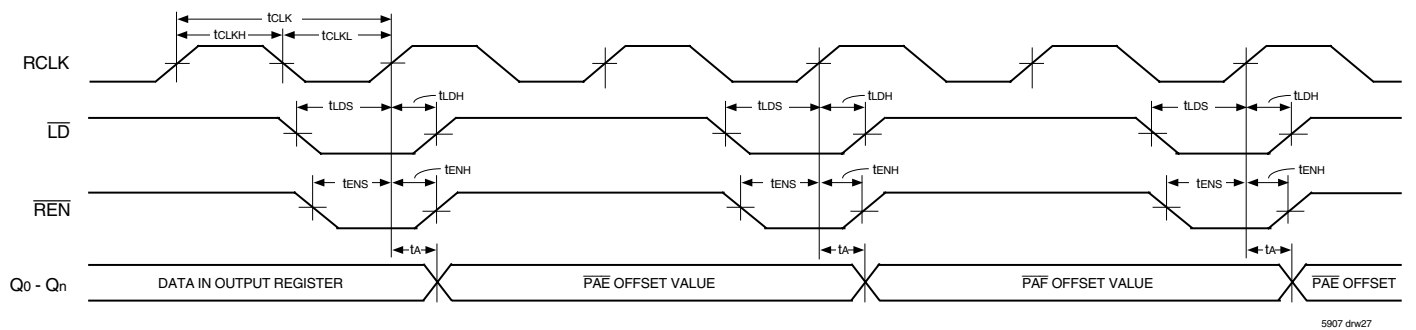 tCLK
tCLKH tCLKL
RCLK
tLDS tLDH tLDS tLDH tLDS tLDH
LD
tENS tENH tENS tENH tENS tENH
REN
tA tA tA
Q0 - Qn DATA IN OUTPUT REGISTER PAE OFFSET VALUE PAF OFFSET VALUE PAE OFFSET
5907 drw27